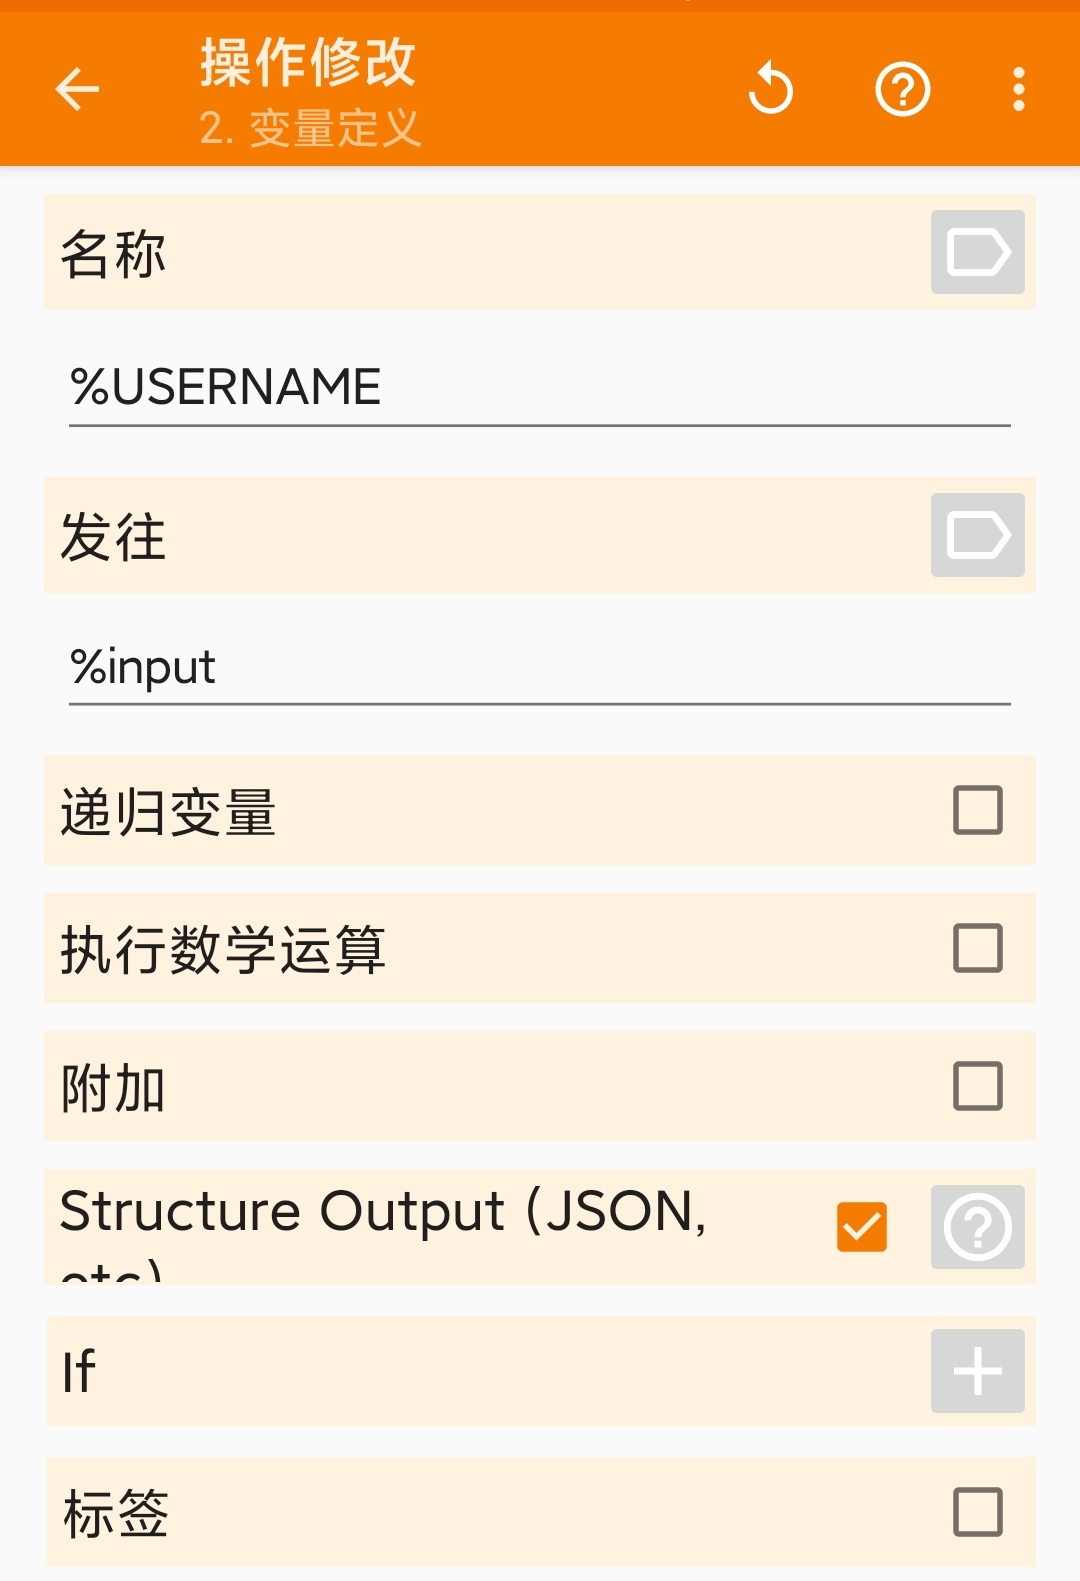 操作修改
2. 变量定义
名称
%USERNAME
发往
%input
递归变量
执行数学运算
附加
Structure Output (JSON,
etc)
If
标签